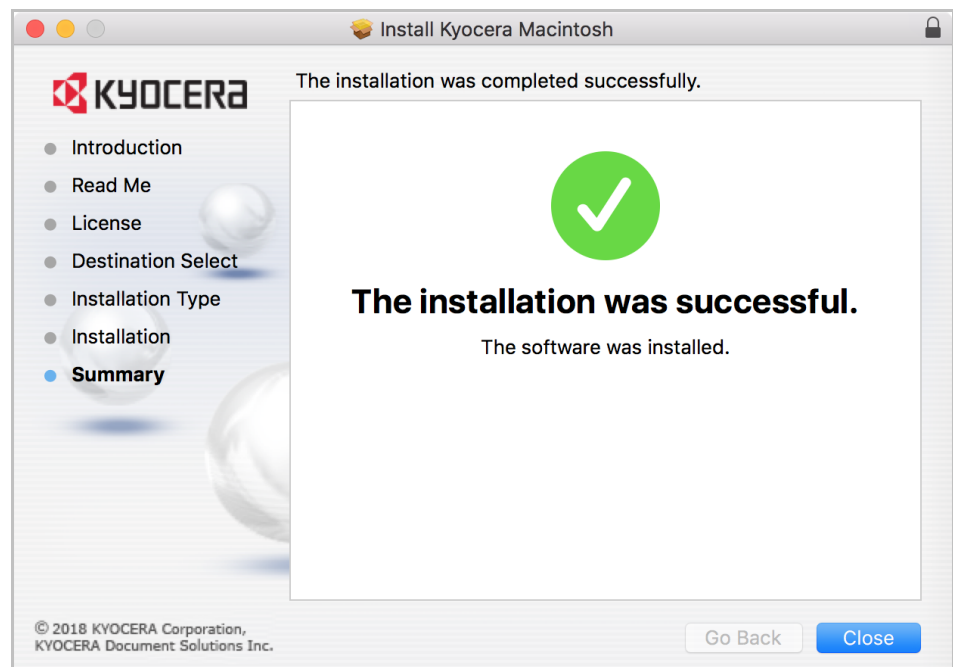 Install Kyocera Macintosh
KYOCERA
The installation was completed successfully.
Introduction
Read Me
License
Destination Select
Installation Type
Installation
Summary
The installation was successful.
The software was installed.
© 2018 KYOCERA Corporation,
KYOCERA Document Solutions Inc.
Go Back
Close